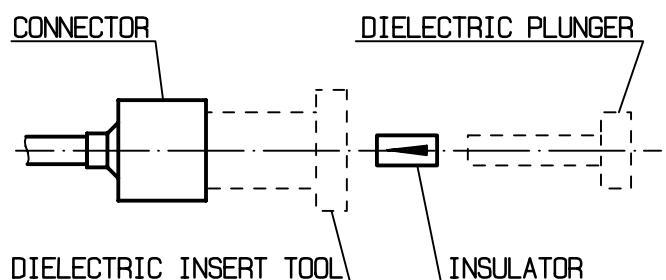 CONNECTOR
DIELECTRIC PLUNGER
DIELECTRIC INSERT TOOL
INSULATOR